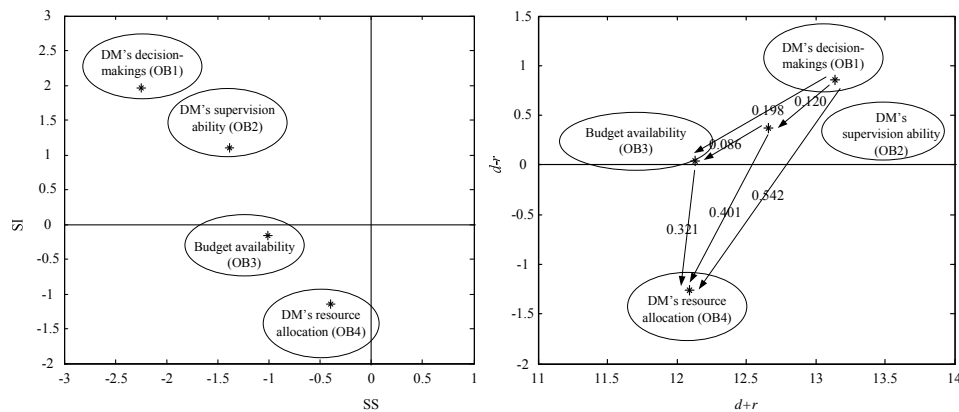 3
2.5
2
1.5
1
0.5
0
-0.5
-1
-1.5
-2
SI
-3
-2.5
-2
-1.5
-1
-0.5
0
0.5
1
SS
DM's decision-
makings (OB1)
DM's supervision
ability (OB2)
Budget availability
(OB3)
DM's resource
allocation (OB4)
1.5
1
0.5
0
-0.5
-1
-1.5
-2
d-r
11
11.5
12
12.5
13
13.5
14
d+r
DM's decision-
makings (OB1)
0.198
0.120
Budget availability
(OB3)
0.086
DM's
supervision ability
(OB2)
0.542
0.401
0.321
DM's resource
allocation (OB4)